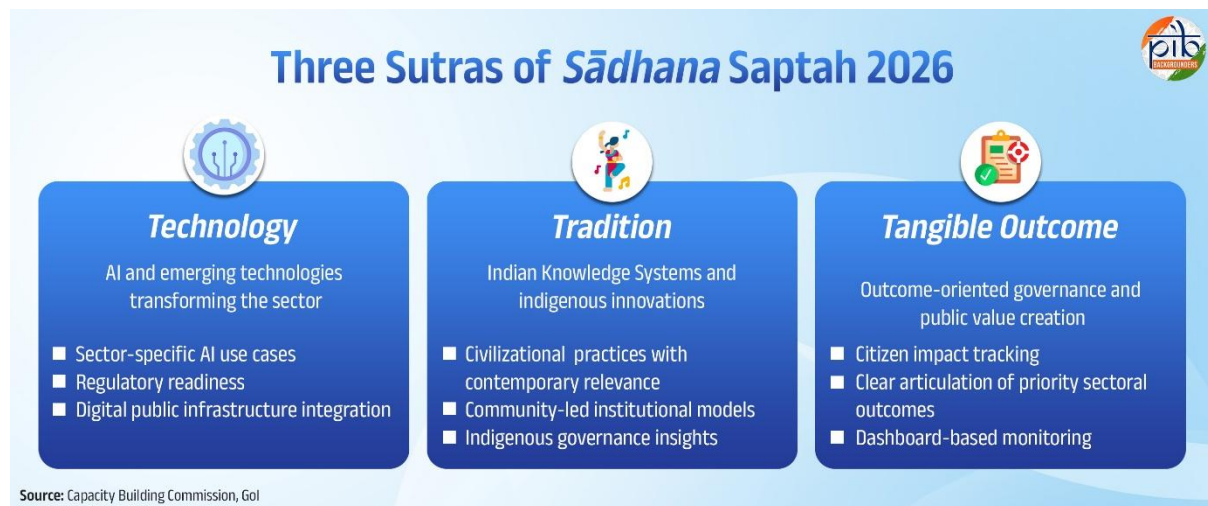 Three Sutras of Sādhana Saptah 2026
pib
BACKGROUNDERS
Technology
AI and emerging technologies
transforming the sector
■ Sector-specific AI use cases
■ Regulatory readiness
■ Digital public infrastructure integration
Tradition
Indian Knowledge Systems and
indigenous innovations
■ Civilizational practices with
contemporary relevance
■ Community-led institutional models
■ Indigenous governance insights
Tangible Outcome
Outcome-oriented governance and
public value creation
■ Citizen impact tracking
■ Clear articulation of priority sectoral
outcomes
■ Dashboard-based monitoring
Source: Capacity Building Commission, GoI